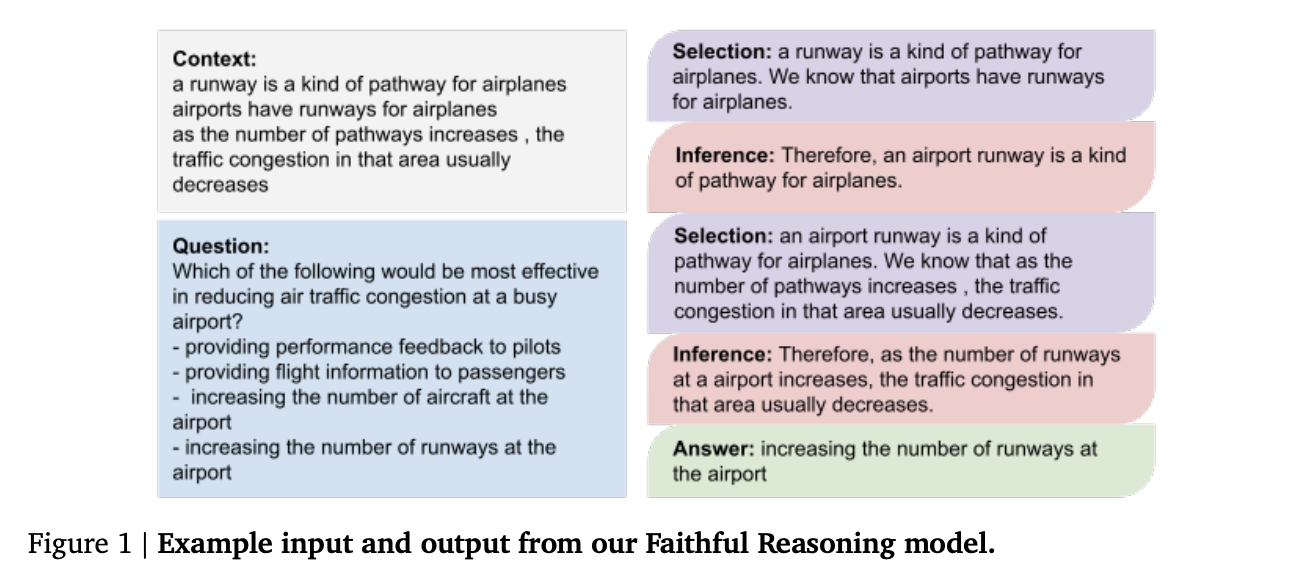 Context:
a runway is a kind of pathway for airplanes
airports have runways for airplanes
as the number of pathways increases , the
traffic congestion in that area usually
decreases
Question:
Which of the following would be most effective
in reducing air traffic congestion at a busy
airport?
- providing performance feedback to pilots
- providing flight information to passengers
-  increasing the number of aircraft at the
airport
- increasing the number of runways at the
airport
Selection: a runway is a kind of pathway for
airplanes. We know that airports have runways
for airplanes.
Inference: Therefore, an airport runway is a kind
of pathway for airplanes.
Selection: an airport runway is a kind of
pathway for airplanes. We know that as the
number of pathways increases , the traffic
congestion in that area usually decreases.
Inference: Therefore, as the number of runways
at a airport increases, the traffic congestion in
that area usually decreases.
Answer: increasing the number of runways at
the airport
Figure 1 | Example input and output from our Faithful Reasoning model.